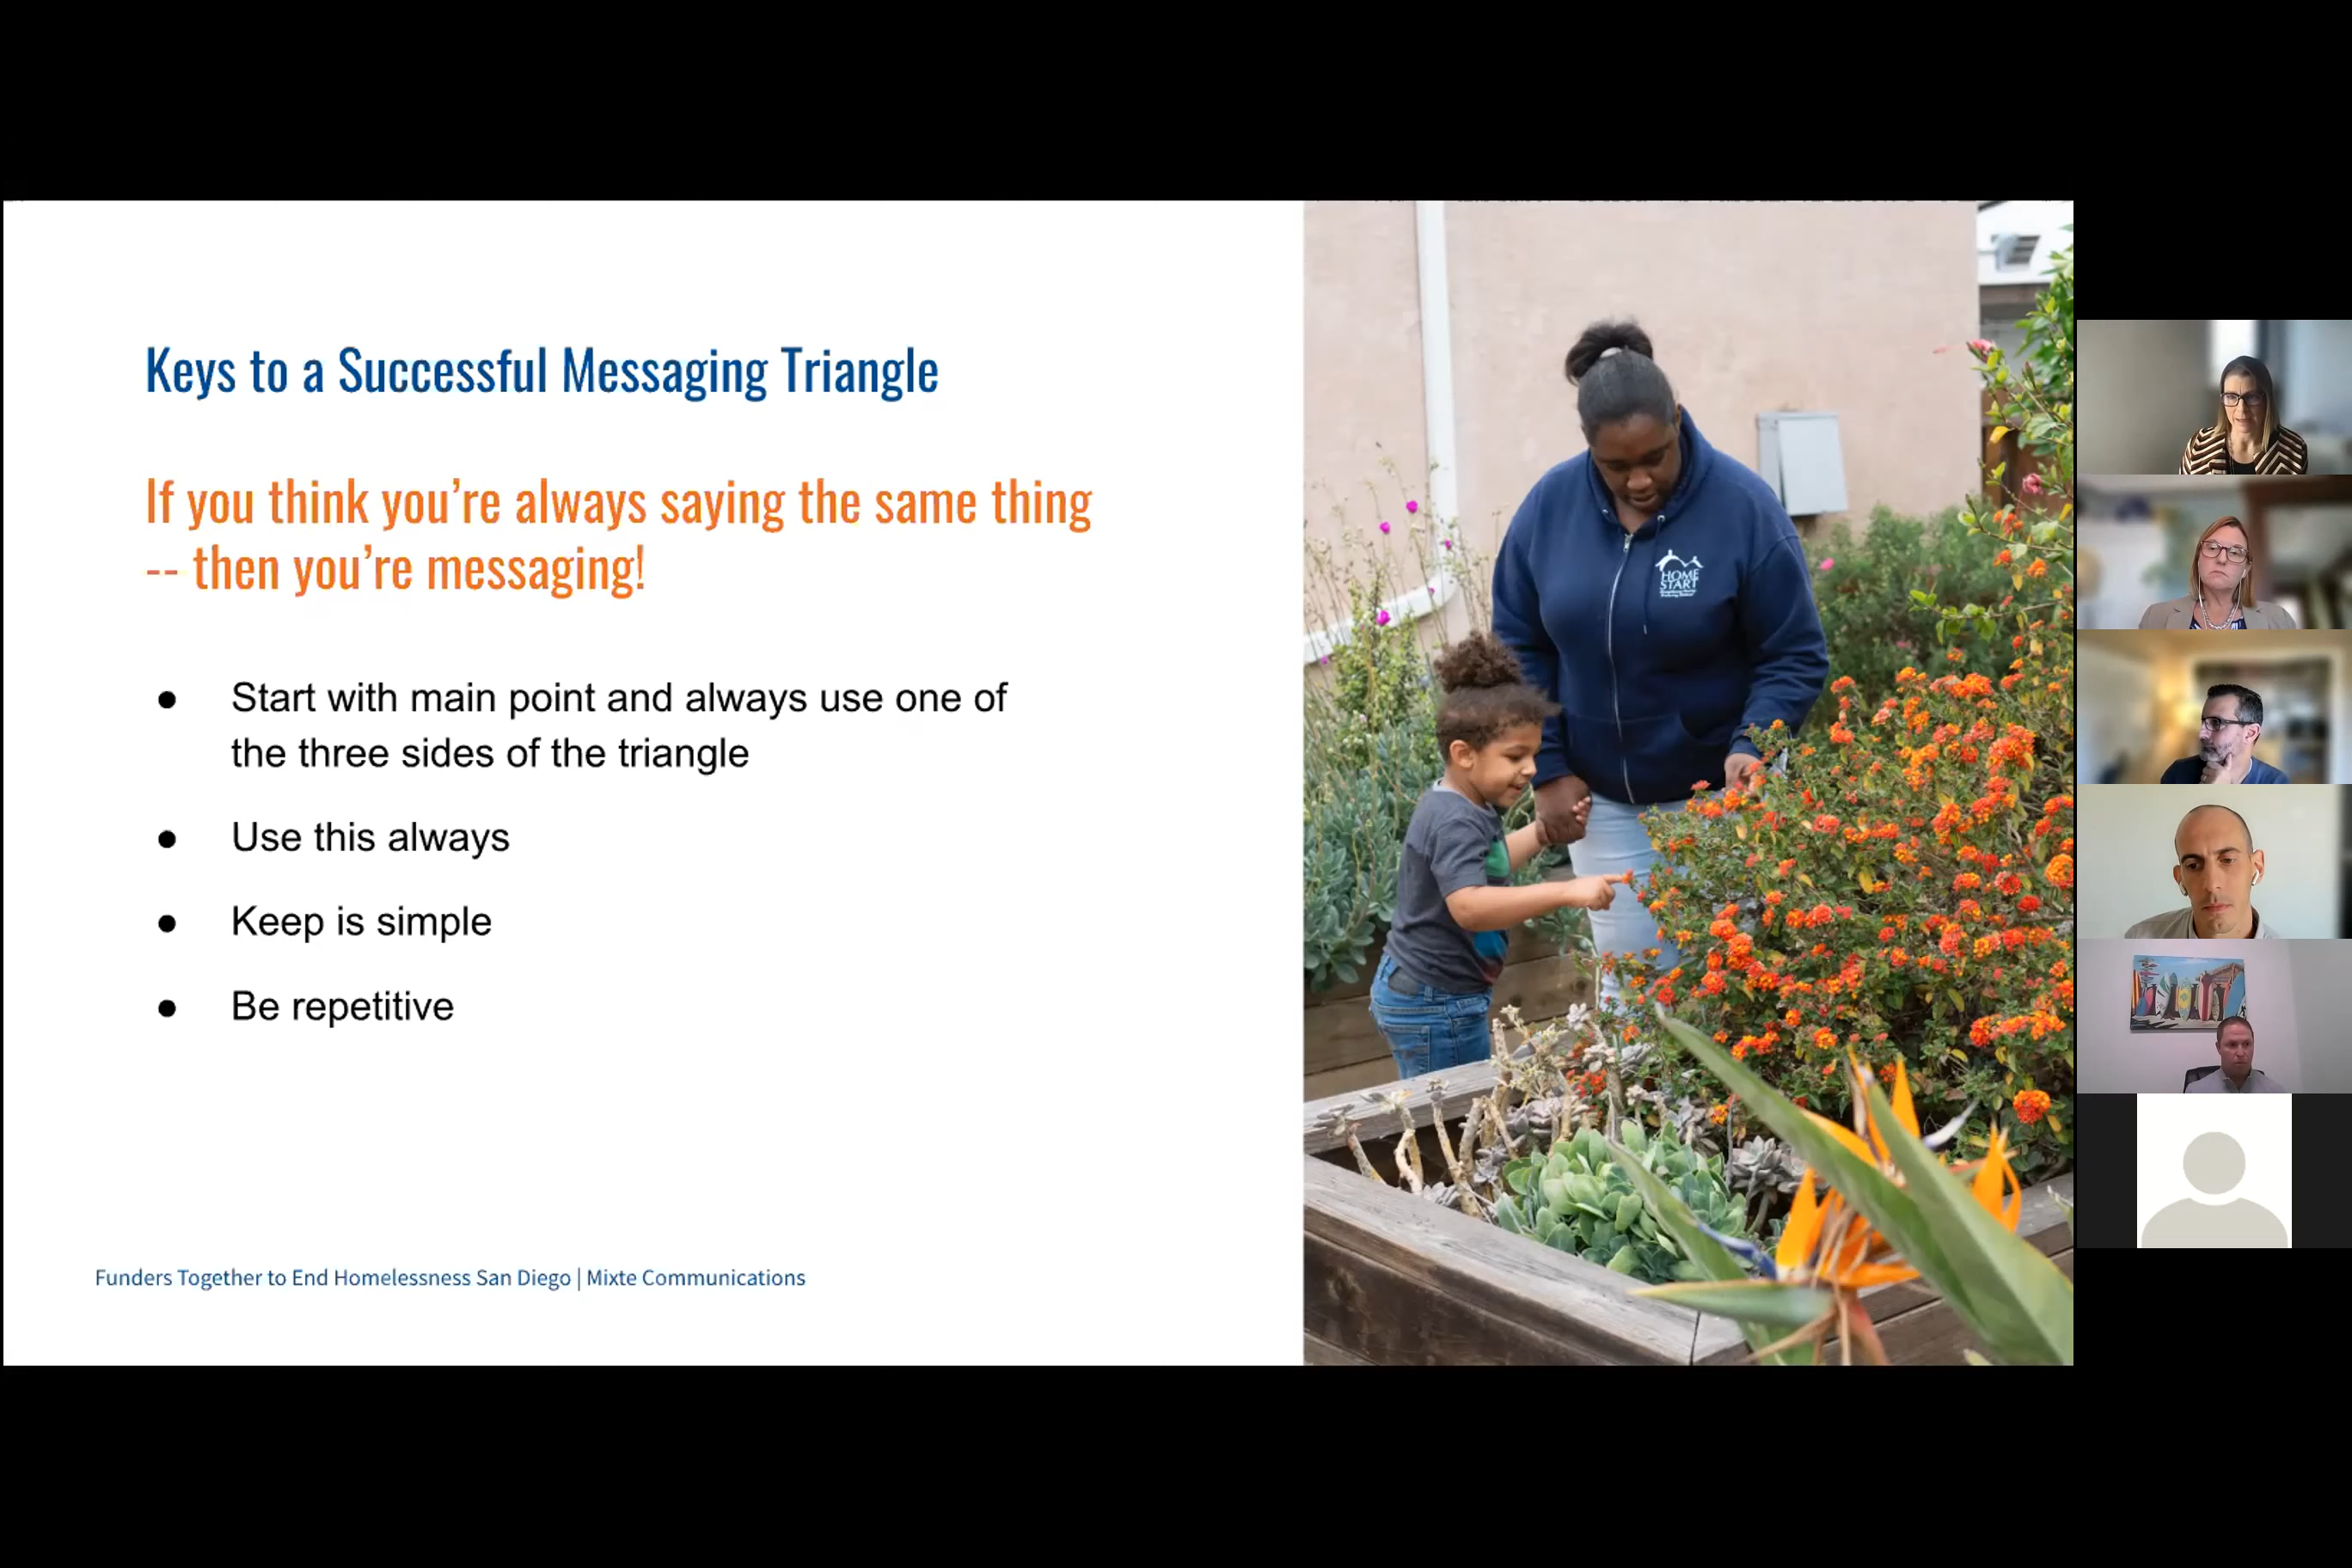 Keys to a Successful Messaging Triangle
If you think you're always saying the same thing
-- then you're messaging!
● Start with main point and always use one of
the three sides of the triangle
● Use this always
● Keep is simple
● Be repetitive
Funders Together to End Homelessness San Diego | Mixte Communications
HOME
START